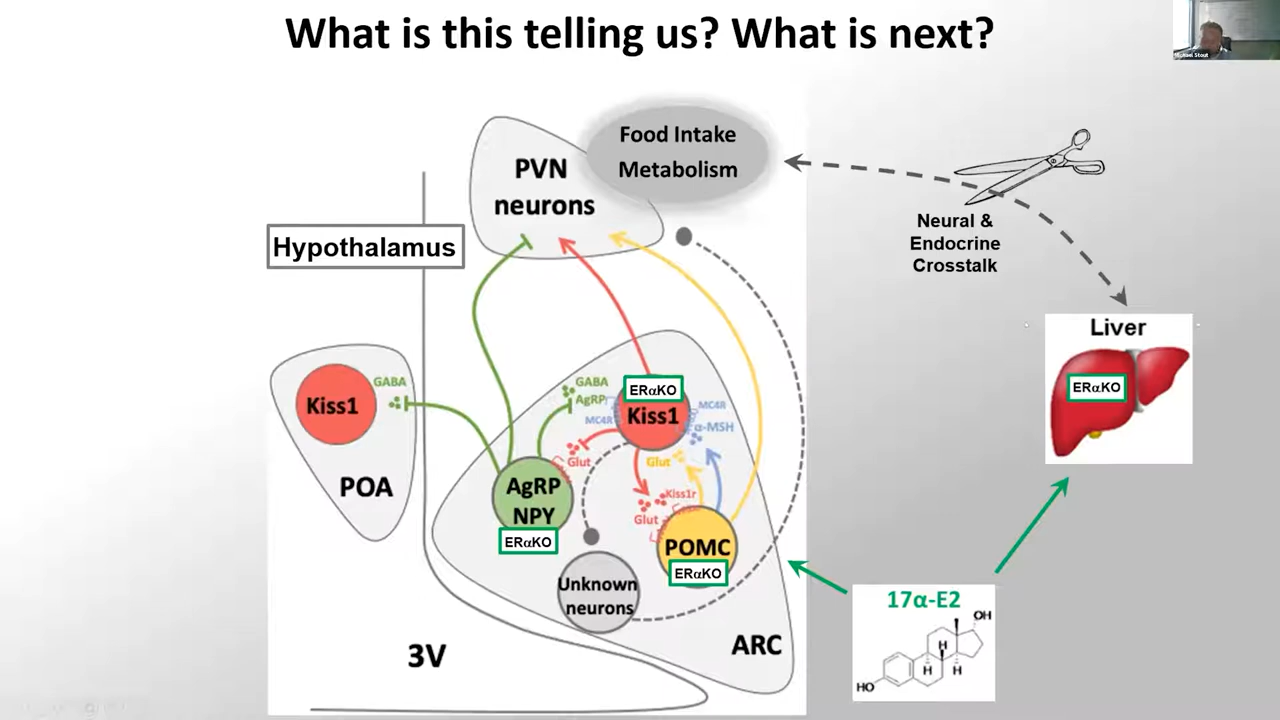 What is this telling us? What is next?
Michael Stout
Food Intake
Metabolism
PVN
neurons
Hypothalamus
Neural &
Endocrine
Crosstalk
Liver
ERαKO
GABA
Kiss1
POA
GABA
AgRP
MC4R
ERαKO
Kiss1
MC4R
α-MSH
Glut
Glut
AgRP
NPY
ERαKO
Kiss1r
Glut
POMC
ERαKO
Unknown
neurons
ARC
3V
17α-E2
OH
H
H
H
HO